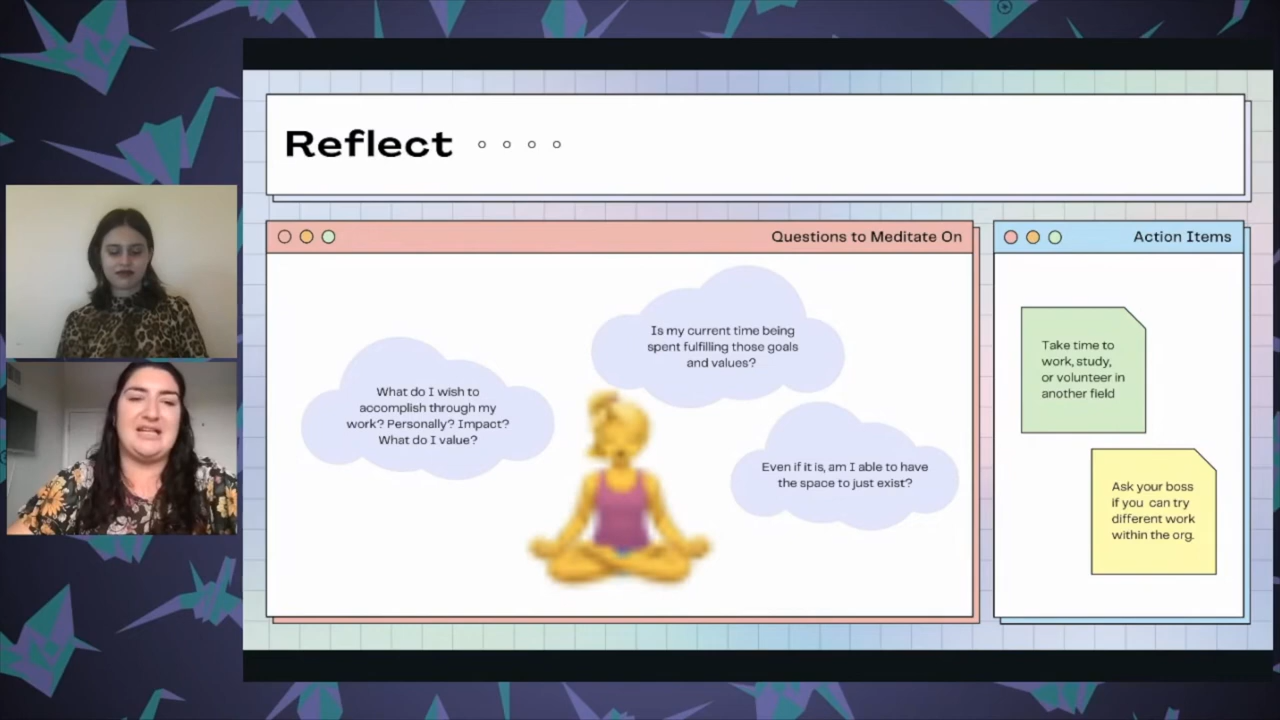 Reflect
Questions to Meditate On
What do I wish to
accomplish through my
work? Personally? Impact?
What do I value?
Is my current time being
spent fulfilling those goals
and values?
Even if it is, am I able to have
the space to just exist?
Action Items
Take time to
work, study,
or volunteer in
another field
Ask your boss
if you can try
different work
within the org.